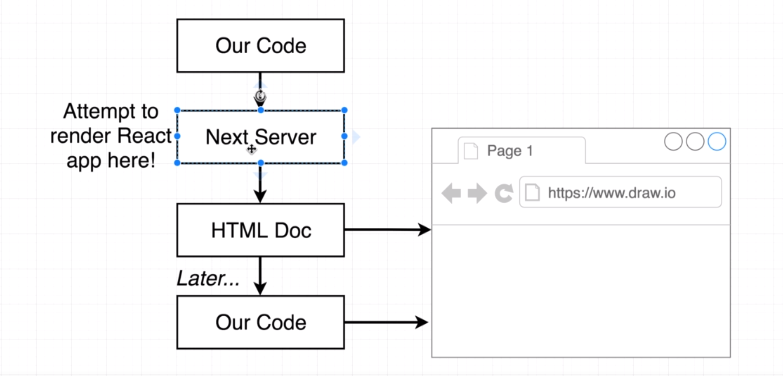 Our Code
Attempt to
render React
app here!
Next Server
Page 1
https://www.draw.io
HTML Doc
Later...
Our Code